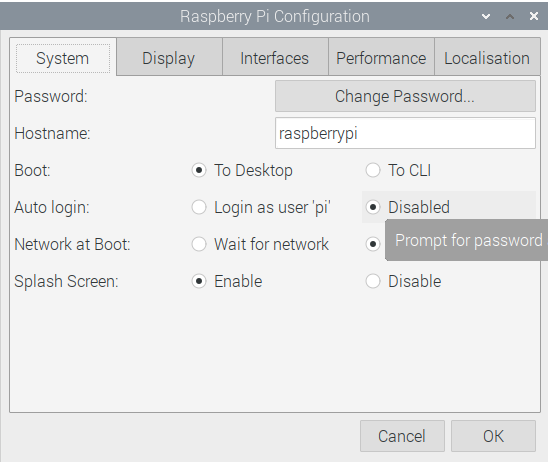 Raspberry Pi Configuration
System Display Interfaces Performance Localisation
Password: Change Password...
Hostname: raspberrypi
Boot: To Desktop To CLI
Auto login: Login as user 'pi' Disabled
Network at Boot: Wait for network
Prompt for password
Splash Screen: Enable Disable
Cancel OK